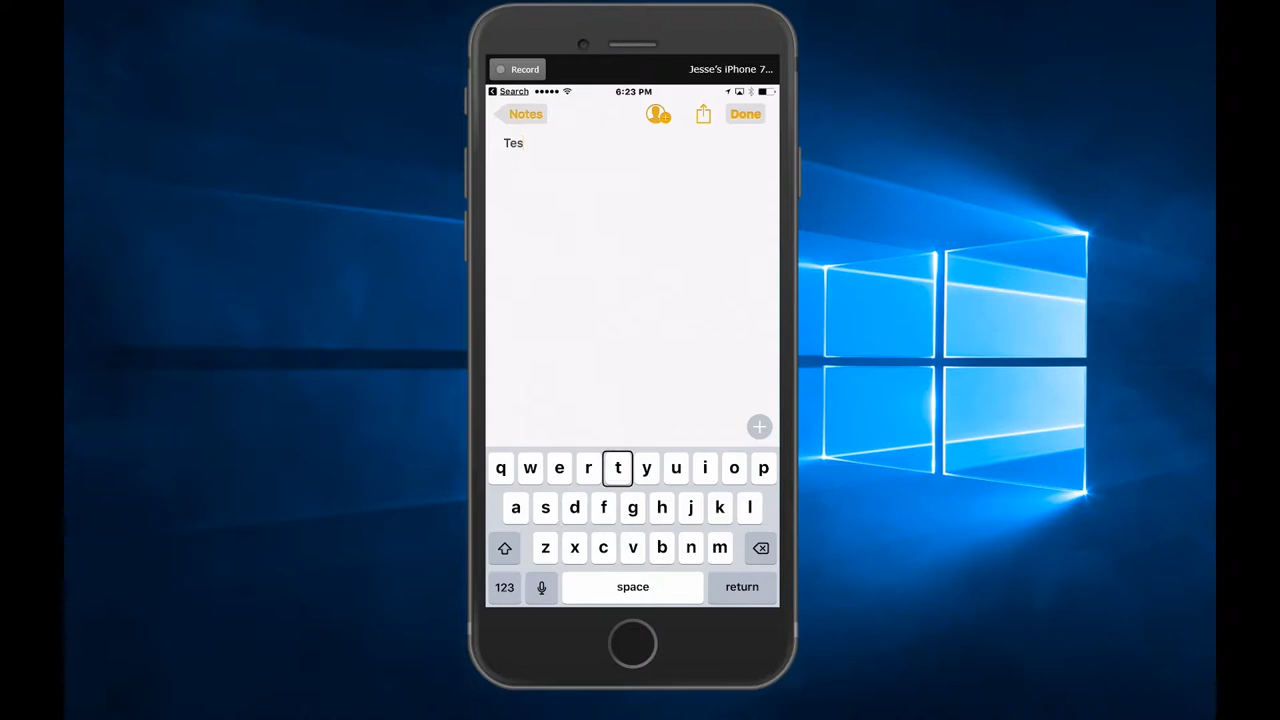 Record Jesse's iPhone 7...
Search 6:23 PM
Notes Done
Tes
q w e r t y u i o p
a s d f g h j k l
z x c v b n m
123 space return